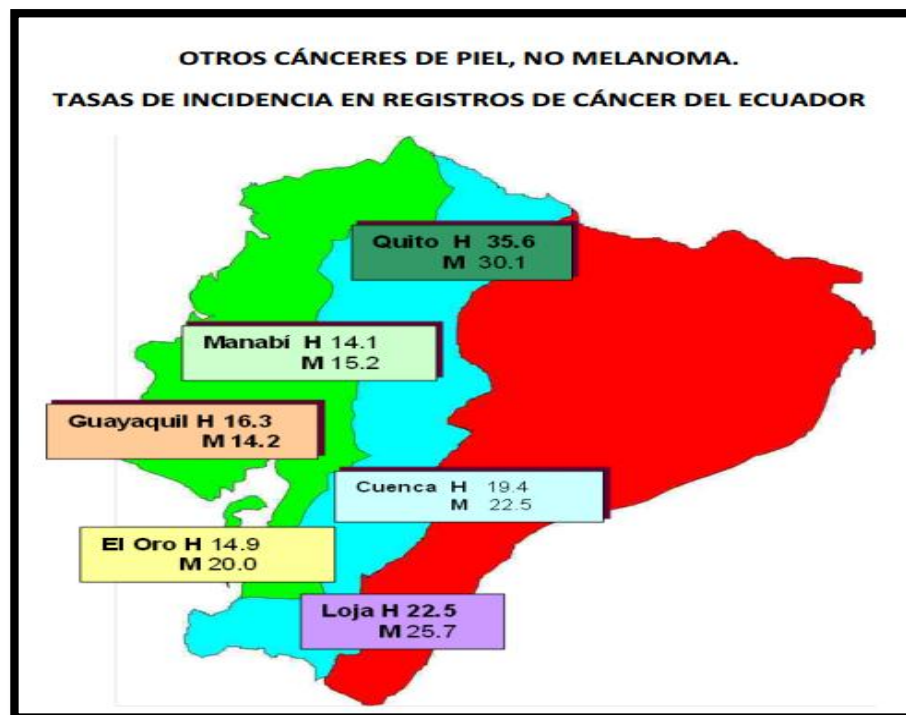 OTROS CÁNCERES DE PIEL, NO MELANOMA.
TASAS DE INCIDENCIA EN REGISTROS DE CÁNCER DEL ECUADOR
Quito H 35.6
M 30.1
Manabí H 14.1
M 15.2
Guayaquil H 16.3
M 14.2
Cuenca H 19.4
M 22.5
El Oro H 14.9
M 20.0
Loja H 22.5
M 25.7